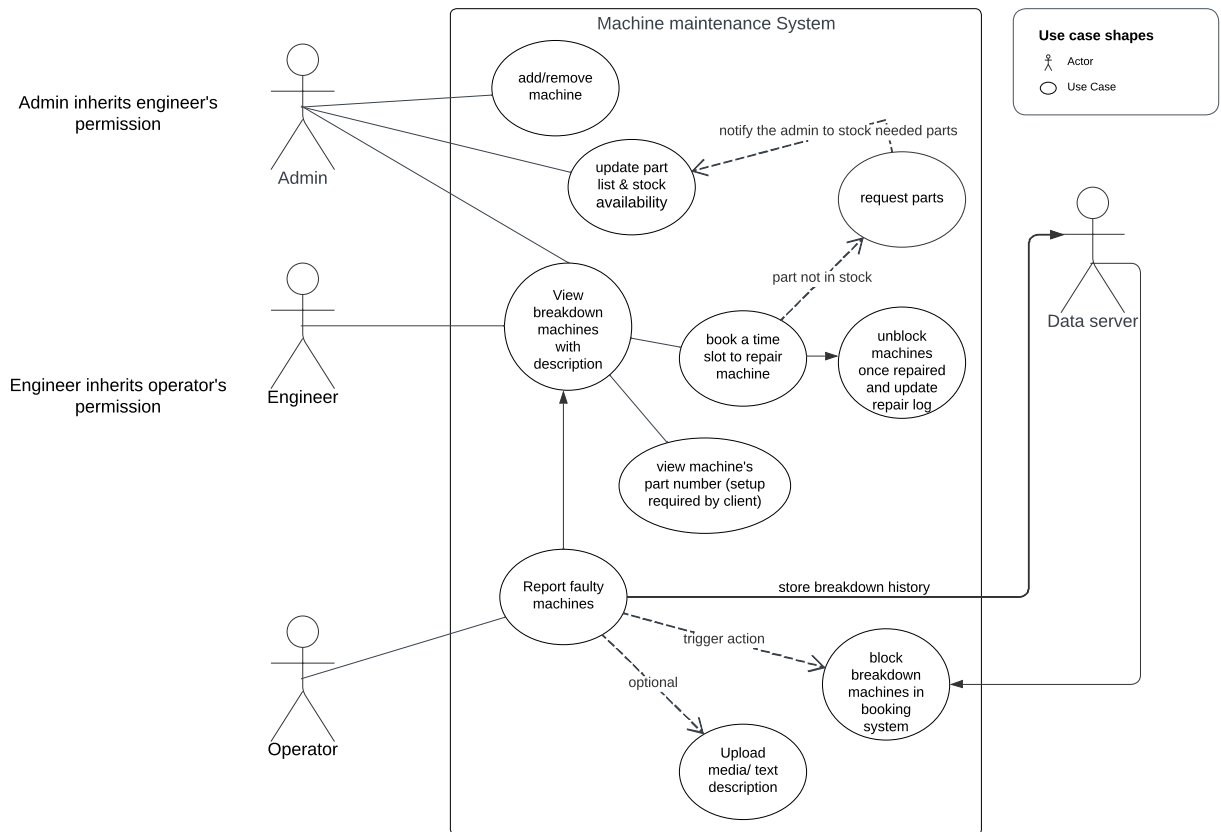 Machine maintenance System
Use case shapes
Actor
Use Case
add/remove
machine
Admin inherits engineer's
permission
notify the admin to stock needed parts
update part
list & stock
availability
request parts
Admin
part not in stock
View
breakdown
machines
with
description
book a time
slot to repair
machine
unblock
machines
once repaired
and update
repair log
Data server
Engineer inherits operator's
permission
Engineer
view machine's
part number (setup
required by client)
Report faulty
machines
store breakdown history
trigger action
block
breakdown
machines in
booking
system
optional
Operator
Upload
media/ text
description